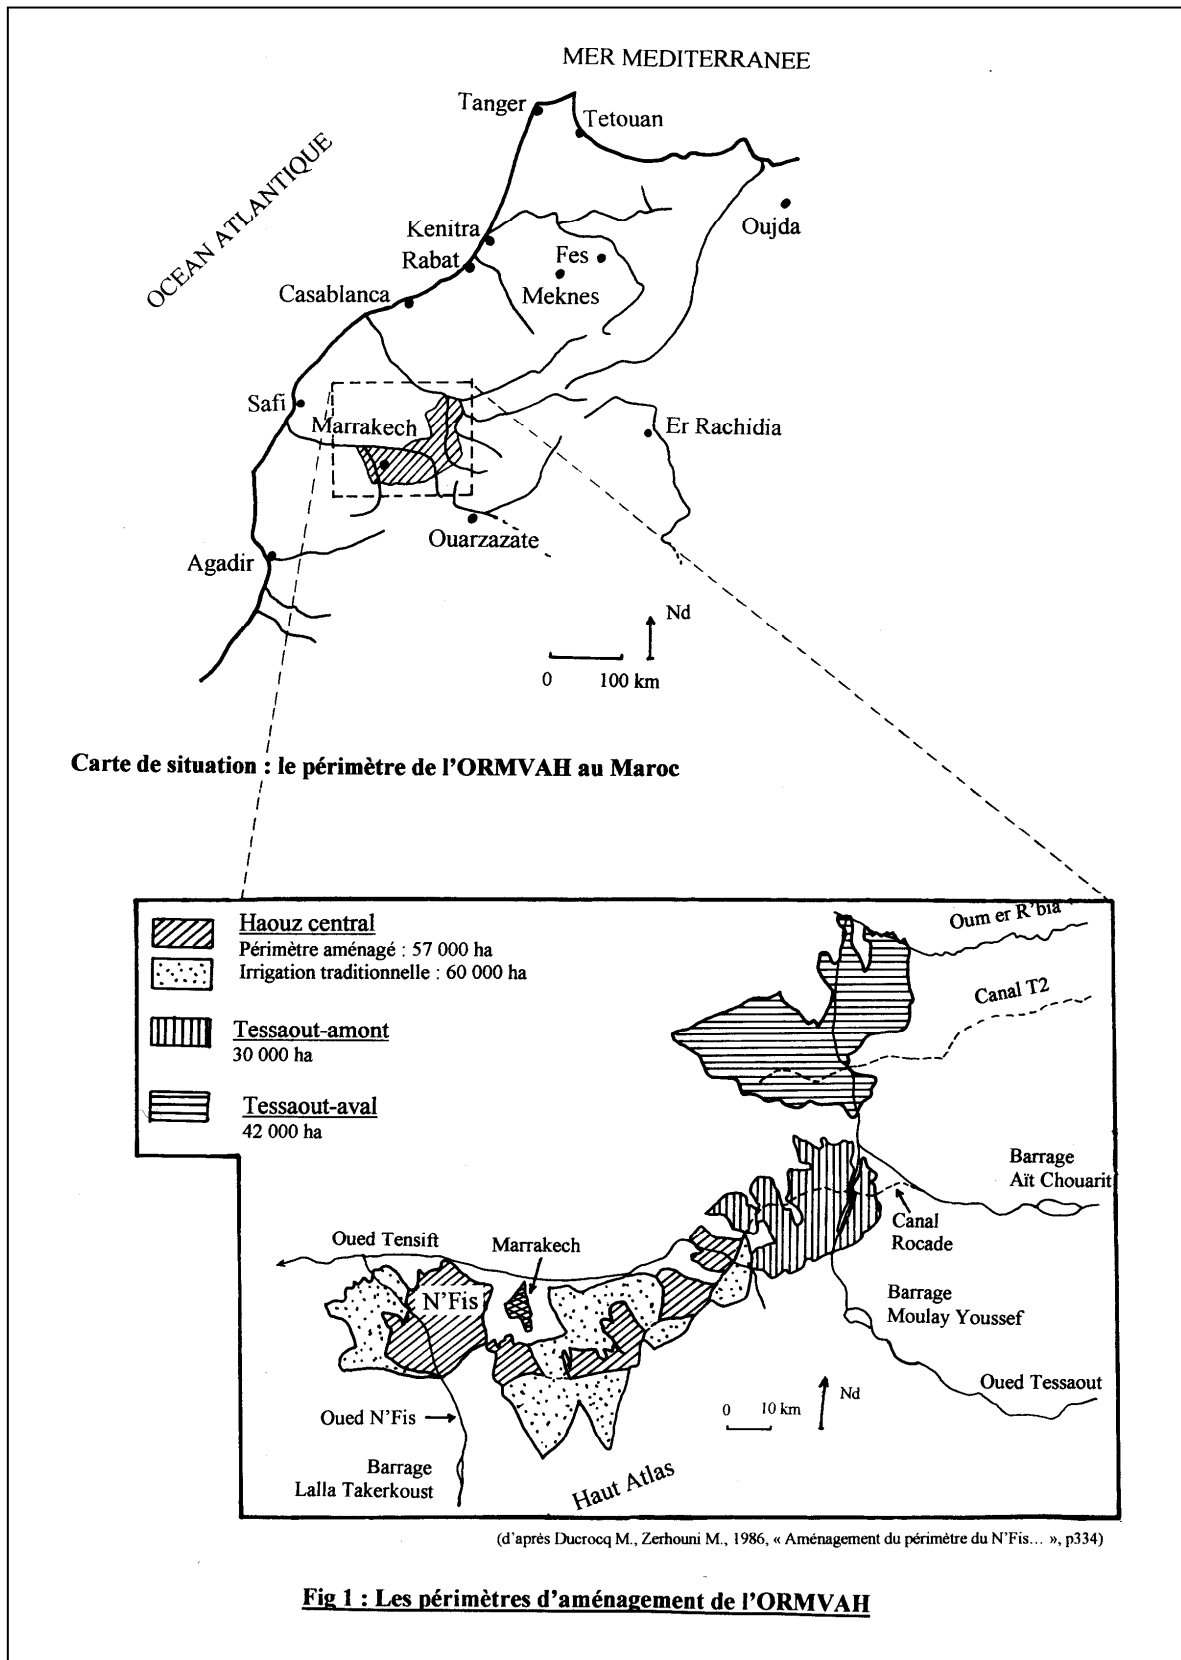 MER MEDITERRANEE
Tanger
Tetouan
OCEAN ATLANTIQUE
Oujda
Kenitra
Fes
Rabat
Meknes
Casablanca
Safi
Marrakech
Er Rachidia
Ouarzazate
Agadir
Nd
0 100 km
Carte de situation : le périmètre de l'ORMVAH au Maroc
Haouz central
Périmètre aménagé : 57 000 ha
Irrigation traditionnelle : 60 000 ha
Tessaout-amont
30 000 ha
Tessaout-aval
42 000 ha
Oum er R'bia
Canal T2
Barrage
Aït Chouarit
Canal
Rocade
Oued Tensift
Marrakech
N'Fis
Barrage
Moulay Youssef
Oued Tessaout
Nd
0 10 km
Oued N'Fis
Barrage
Lalla Takerkoust
Haut Atlas
(d'après Ducrocq M., Zerhouni M., 1986, « Aménagement du périmètre du N'Fis... », p334)
Fig 1 : Les périmètres d'aménagement de l'ORMVAH